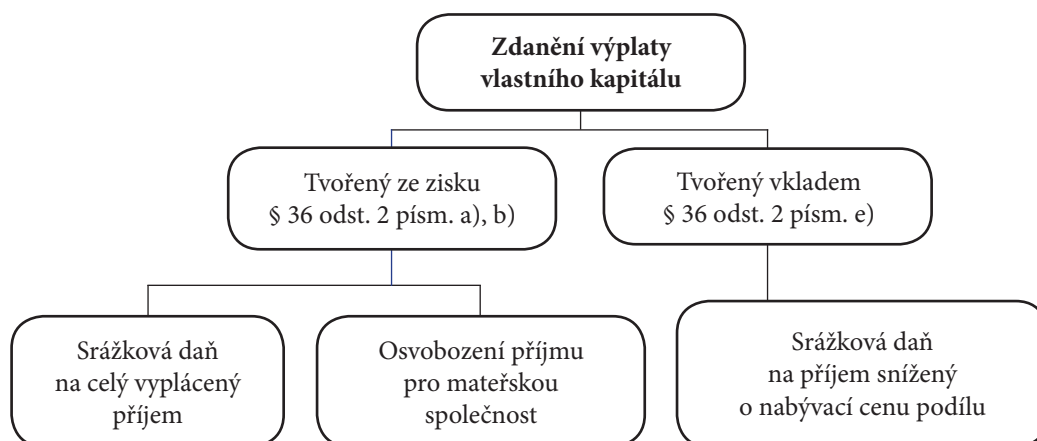 Zdanění výplaty
vlastního kapitálu
Tvořený ze zisku
§ 36 odst. 2 písm. a), b)
Tvořený vkladem
§ 36 odst. 2 písm. e)
Srážková daň
na celý vyplácený
příjem
Osvobození příjmu
pro mateřskou
společnost
Srážková daň
na příjem snížený
o nabývací cenu podílu